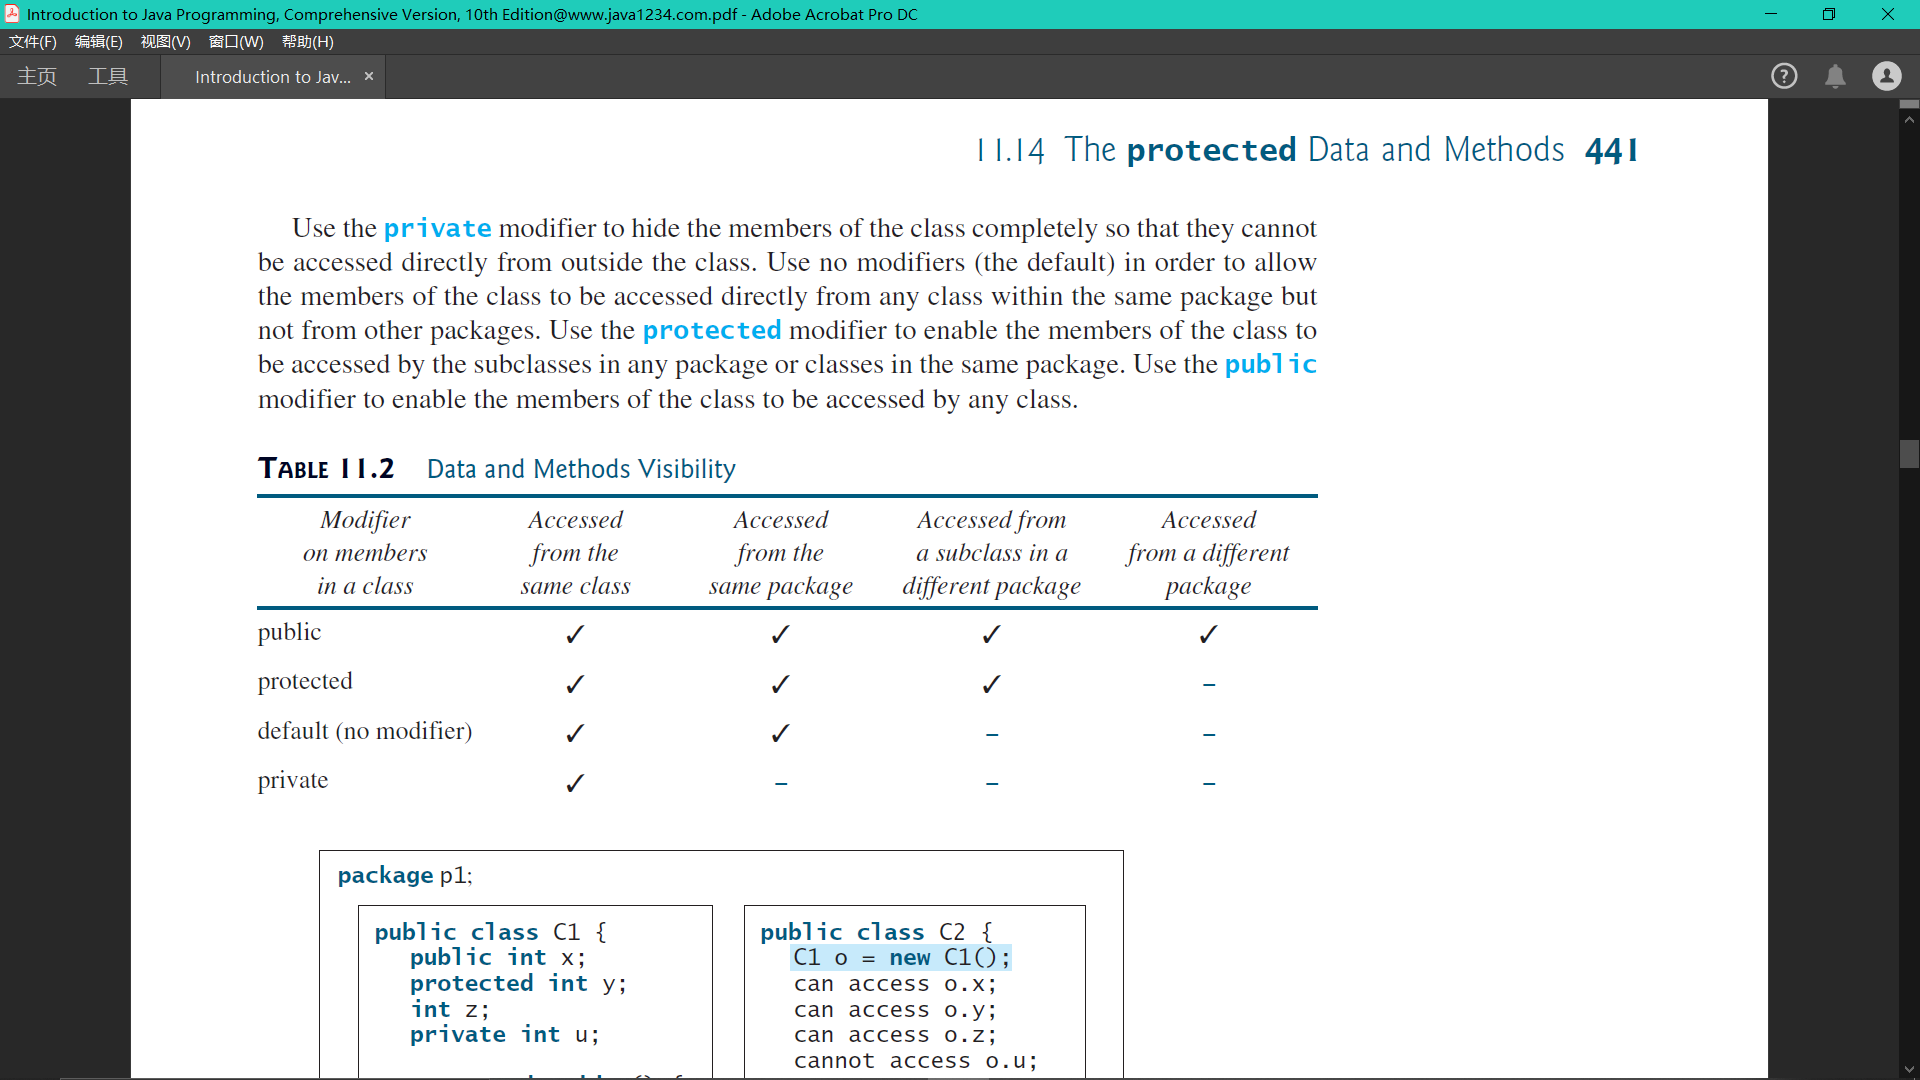 Introduction to Java Programming, Comprehensive Version, 10th Edition@www.java1234.com.pdf - Adobe Acrobat Pro DC
文件(F) 编辑(E) 视图(V) 窗口(W) 帮助(H)
主页 工具 Introduction to Jav... ×
11.14 The protected Data and Methods 441
Use the private modifier to hide the members of the class completely so that they cannot
be accessed directly from outside the class. Use no modifiers (the default) in order to allow
the members of the class to be accessed directly from any class within the same package but
not from other packages. Use the protected modifier to enable the members of the class to
be accessed by the subclasses in any package or classes in the same package. Use the public
modifier to enable the members of the class to be accessed by any class.
TABLE 11.2 Data and Methods Visibility
Modifier on members in a class
Accessed from the same class
Accessed from the same package
Accessed from a subclass in a different package
Accessed from a different package
public ✓ ✓ ✓ ✓
protected ✓ ✓ ✓ –
default (no modifier) ✓ ✓ – –
private ✓ – – –
package p1;
public class C1 {
public int x;
protected int y;
int z;
private int u;
public class C2 {
C1 o = new C1();
can access o.x;
can access o.y;
can access o.z;
cannot access o.u;